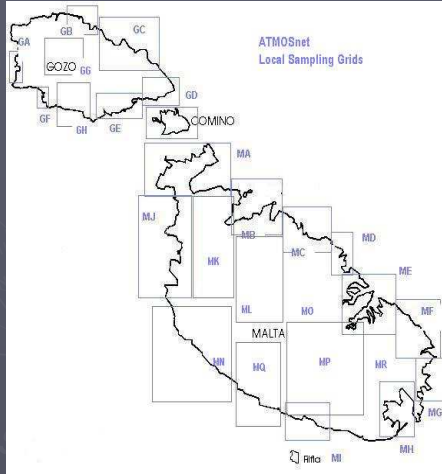 GB
GC
GA
ATMOSnet
Local Sampling Grids
GOZO
GG
GD
GF
GH
GE
COMINO
MA
MJ
MB
MD
MC
MK
ME
ML
MO
MF
MALTA
MN
MQ
MP
MR
MG
MH
Filfla
MI